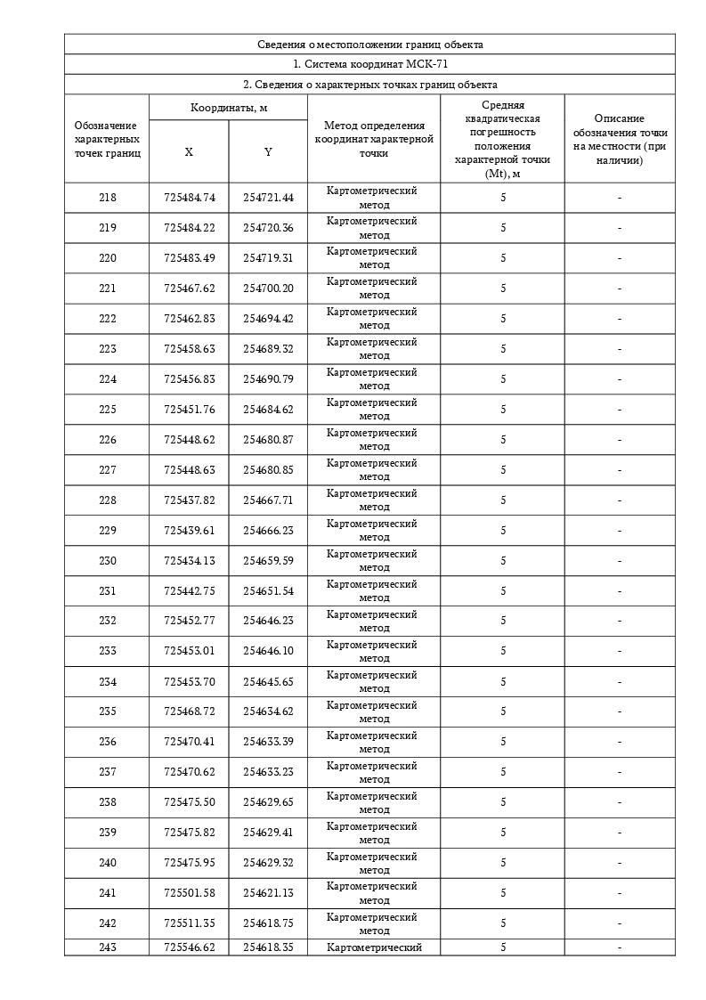 Сведения о местоположении границ объекта
1. Система координат МСК-71
2. Сведения о характерных точках границ объекта
Обозначение
характерных
точек границ
Координаты, м
X
Y
Метод определения
координат характерной
точки
Средняя
квадратическая
погрешность
положения
характерной точки
(Mt), м
Описание
обозначения точки
на местности (при
наличии)
218 725484.74 254721.44 Картометрический
метод 5 -
219 725484.22 254720.36 Картометрический
метод 5 -
220 725483.49 254719.31 Картометрический
метод 5 -
221 725467.62 254700.20 Картометрический
метод 5 -
222 725462.83 254694.42 Картометрический
метод 5 -
223 725458.63 254689.32 Картометрический
метод 5 -
224 725456.83 254690.79 Картометрический
метод 5 -
225 725451.76 254684.62 Картометрический
метод 5 -
226 725448.62 254680.87 Картометрический
метод 5 -
227 725448.63 254680.85 Картометрический
метод 5 -
228 725437.82 254667.71 Картометрический
метод 5 -
229 725439.61 254666.23 Картометрический
метод 5 -
230 725434.13 254659.59 Картометрический
метод 5 -
231 725442.75 254651.54 Картометрический
метод 5 -
232 725452.77 254646.23 Картометрический
метод 5 -
233 725453.01 254646.10 Картометрический
метод 5 -
234 725453.70 254645.65 Картометрический
метод 5 -
235 725468.72 254634.62 Картометрический
метод 5 -
236 725470.41 254633.39 Картометрический
метод 5 -
237 725470.62 254633.23 Картометрический
метод 5 -
238 725475.50 254629.65 Картометрический
метод 5 -
239 725475.82 254629.41 Картометрический
метод 5 -
240 725475.95 254629.32 Картометрический
метод 5 -
241 725501.58 254621.13 Картометрический
метод 5 -
242 725511.35 254618.75 Картометрический
метод 5 -
243 725546.62 254618.35 Картометрический 5 -